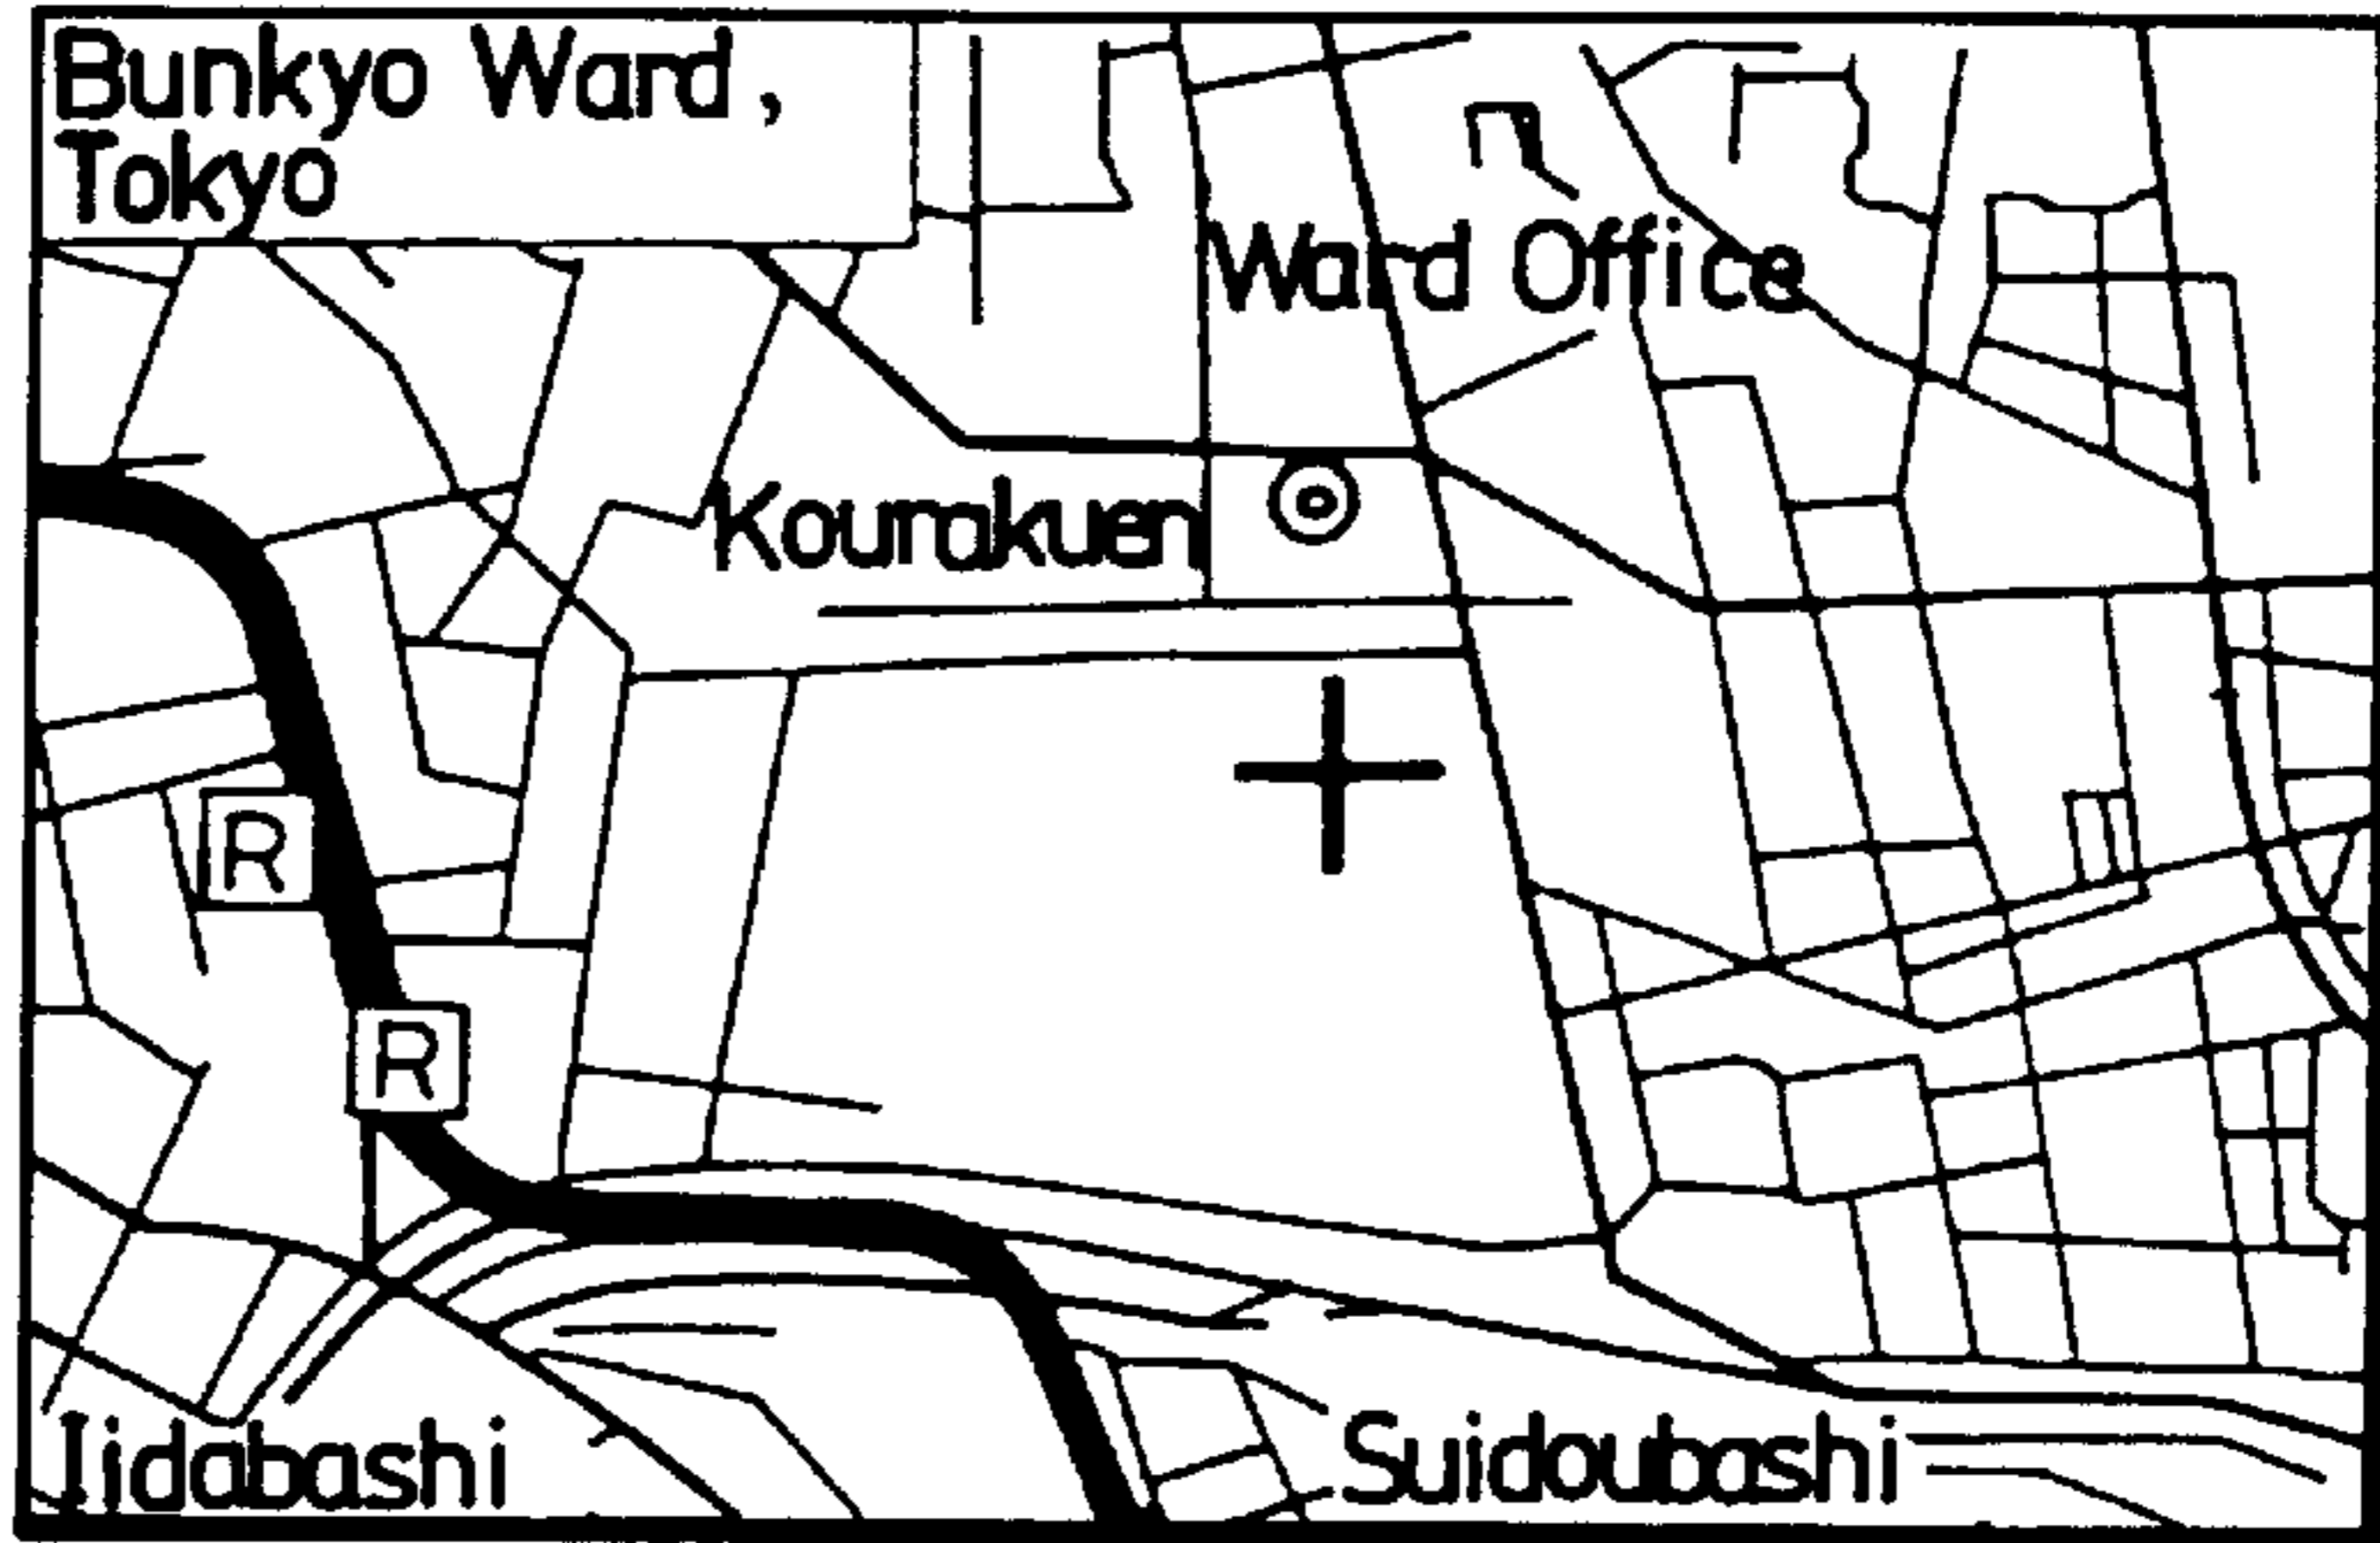 Bunkyo Ward,
Tokyo
Ward Office
Kourakuen
R
R
Iidabashi
Suidoubashi